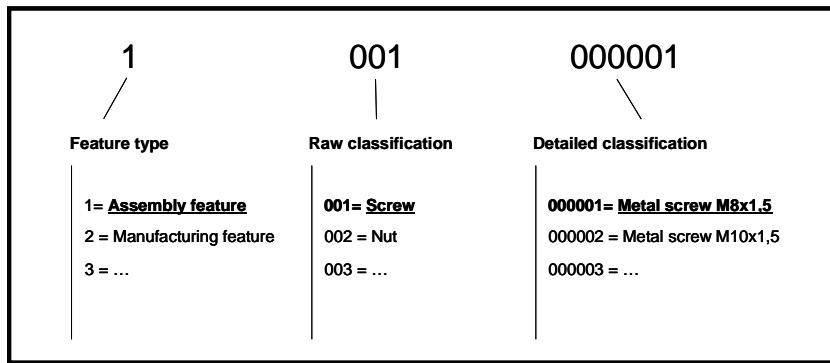 1 001 000001
Feature type Raw classification Detailed classification
1= Assembly feature 001= Screw 000001= Metal screw M8x1,5
2 = Manufacturing feature 002 = Nut 000002 = Metal screw M10x1,5
3 = … 003 = … 000003 = …